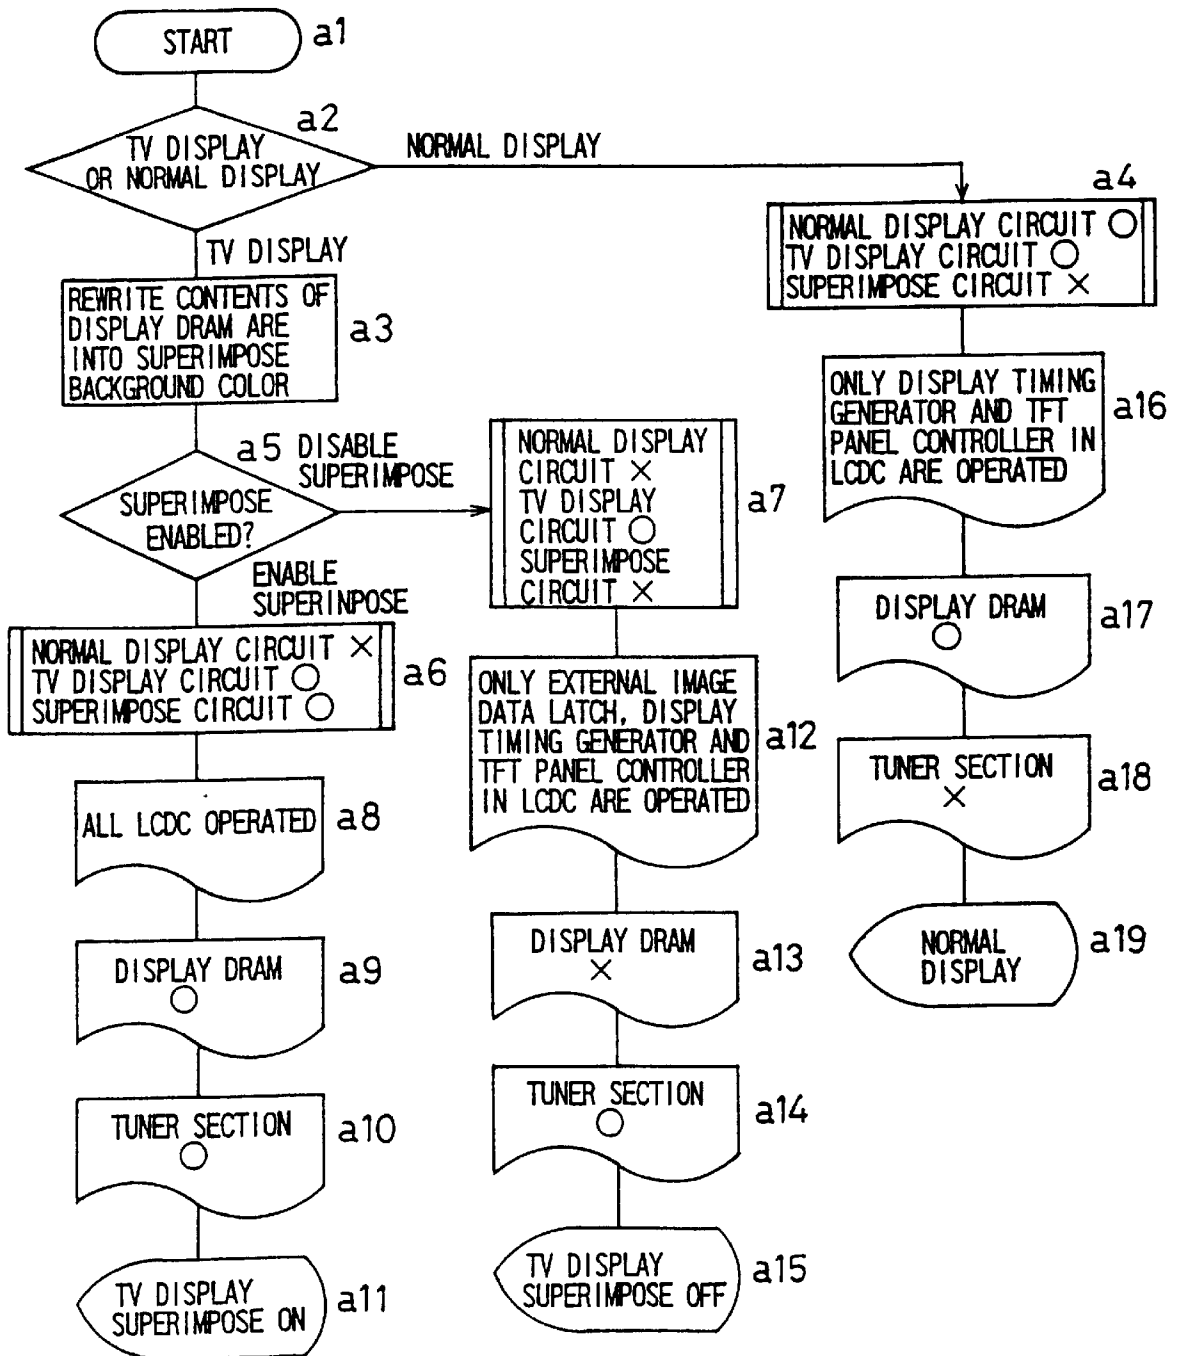 START
a1
a2
TV DISPLAY
OR NORMAL DISPLAY
NORMAL DISPLAY
TV DISPLAY
a4
NORMAL DISPLAY CIRCUIT ○
TV DISPLAY CIRCUIT ○
SUPERIMPOSE CIRCUIT ×
REWRITE CONTENTS OF
DISPLAY DRAM ARE
INTO SUPERIMPOSE
BACKGROUND COLOR
a3
a5
DISABLE
SUPERIMPOSE
SUPERIMPOSE
ENABLED?
ENABLE
SUPERINPOSE
NORMAL DISPLAY
CIRCUIT ×
TV DISPLAY
CIRCUIT ○
SUPERIMPOSE
CIRCUIT ×
a7
ONLY DISPLAY TIMING
GENERATOR AND TFT
PANEL CONTROLLER IN
LCDC ARE OPERATED
a16
NORMAL DISPLAY CIRCUIT ×
TV DISPLAY CIRCUIT ○
SUPERIMPOSE CIRCUIT ○
a6
ONLY EXTERNAL IMAGE
DATA LATCH, DISPLAY
TIMING GENERATOR AND
TFT PANEL CONTROLLER
IN LCDC ARE OPERATED
a12
DISPLAY DRAM
○
a17
ALL LCDC OPERATED
a8
TUNER SECTION
×
a18
DISPLAY DRAM
○
a9
DISPLAY DRAM
×
a13
NORMAL
DISPLAY
a19
TUNER SECTION
○
a10
TUNER SECTION
○
a14
TV DISPLAY
SUPERIMPOSE ON
a11
TV DISPLAY
SUPERIMPOSE OFF
a15